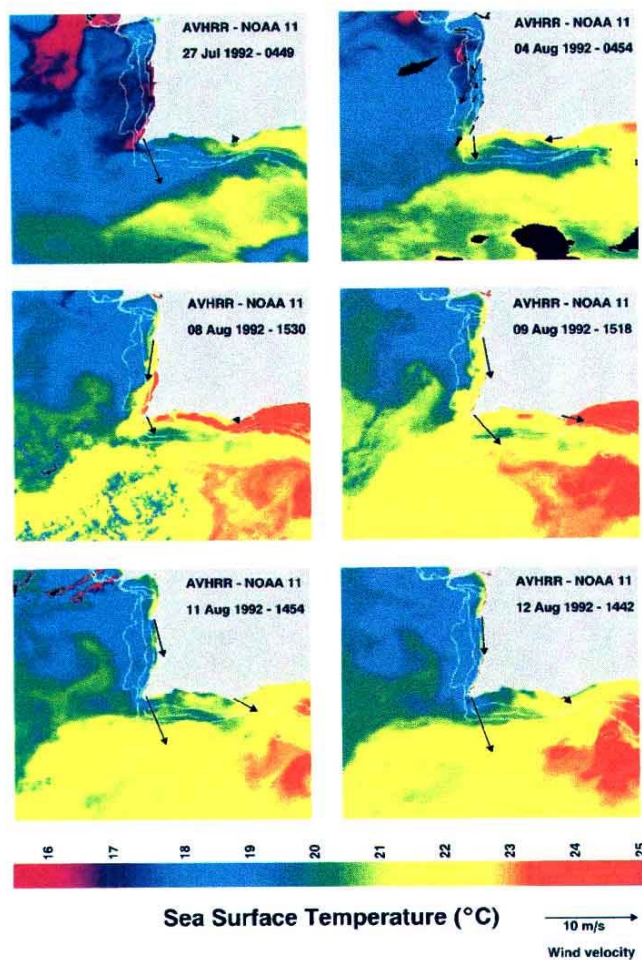 AVHRR - NOAA 11
27 Jul 1992 - 0449
AVHRR - NOAA 11
04 Aug 1992 - 0454
AVHRR - NOAA 11
08 Aug 1992 - 1530
AVHRR - NOAA 11
09 Aug 1992 - 1518
AVHRR - NOAA 11
11 Aug 1992 - 1454
AVHRR - NOAA 11
12 Aug 1992 - 1442
16 17 18 19 20 21 22 23 24 25
Sea Surface Temperature (°C)
10 m/s
Wind velocity